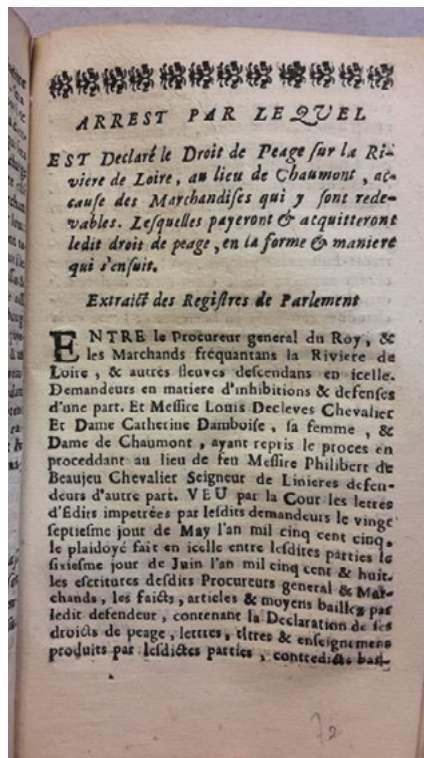 ARREST PAR LEQUEL
EST Declaré le Droit de Peage sur la Ri-
viere de Loire, au lieu de Chaumont, ac-
cause des Marchandises qui y sont rede-
vables. Lesquelles payeront & acquitteront
ledit droit de peage, en la forme & maniere
qui s'ensuit.
Extraict des Registres de Parlement
ENTRE le Procureur general du Roy, &
les Marchands fréquantans la Riviere de
Loire, & autres fleuves descendans en icelle.
Demandeurs en matiere d'inhibitions & defenses
d'une part. Et Messire Louis Decleves Chevalier
Et Dame Catherine Damboise, sa femme, &
Dame de Chaumont, ayant repris le proces en
proceddant au lieu de feu Messire Philibert de
Beaujeu Chevalier Seigneur de Linieres defen-
deurs d'autre part. VEU par la Cour les lettres
d'Edits impetrées par lesdits demandeurs le vingt
septiesme jour de May l'an mil cinq cent cinq,
le plaidoyé fait en icelle entre lesdites parties le
sixiesme jour de Juin l'an mil cinq cent & huit.
les escritures desdits Procureurs general & Mar-
chands, les faicts, articles & moyens baillez par
ledit defendeur, contenant la Declaration de ses
droicts de peage, lettres, titres & enseignemens
produits par lesdictes parties, contredicts bail-
72